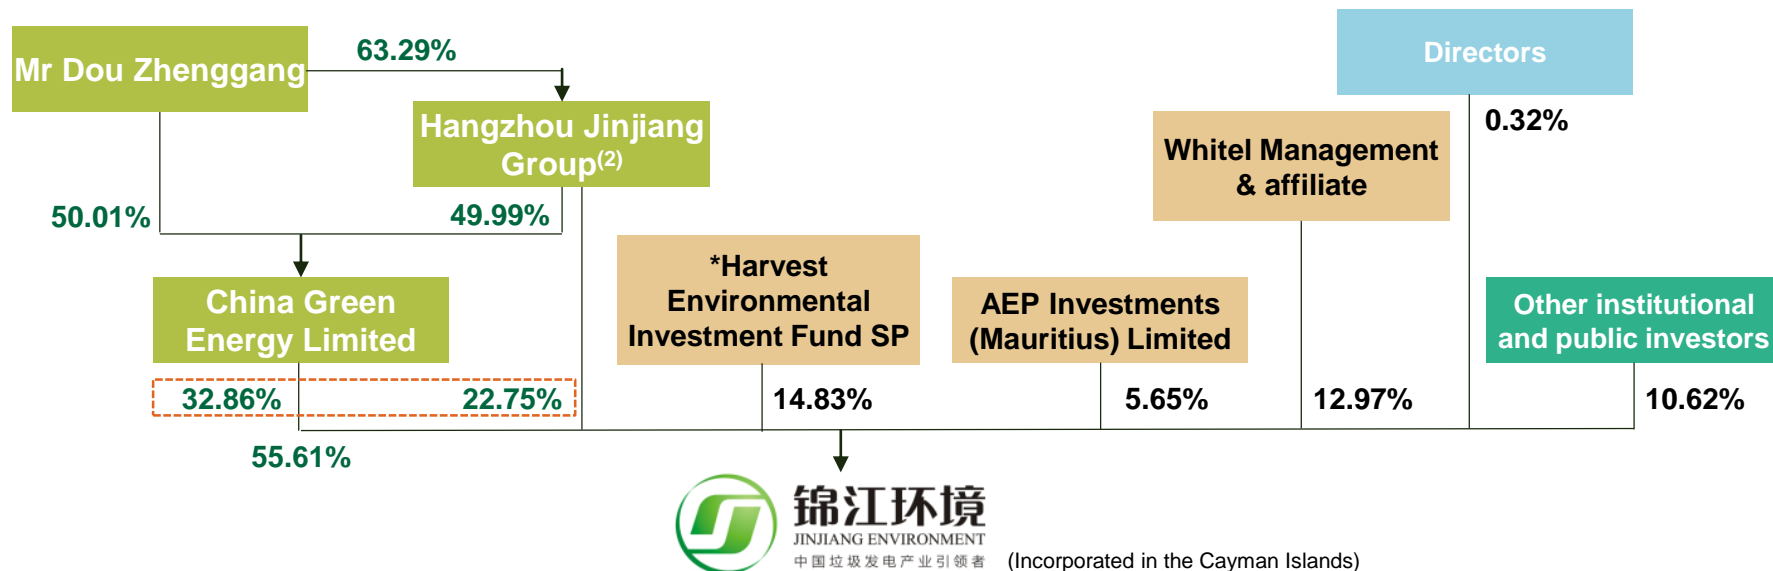 Mr Dou Zhenggang
63.29%
Directors
Hangzhou Jinjiang
Group(2)
0.32%
Whitel Management
& affiliate
50.01%
49.99%
*Harvest
Environmental
Investment Fund SP
China Green
Energy Limited
AEP Investments
(Mauritius) Limited
Other institutional
and public investors
32.86%
22.75%
14.83%
5.65%
12.97%
10.62%
55.61%
锦江环境
JINJIANG ENVIRONMENT
中国垃圾发电产业引领者
(Incorporated in the Cayman Islands)